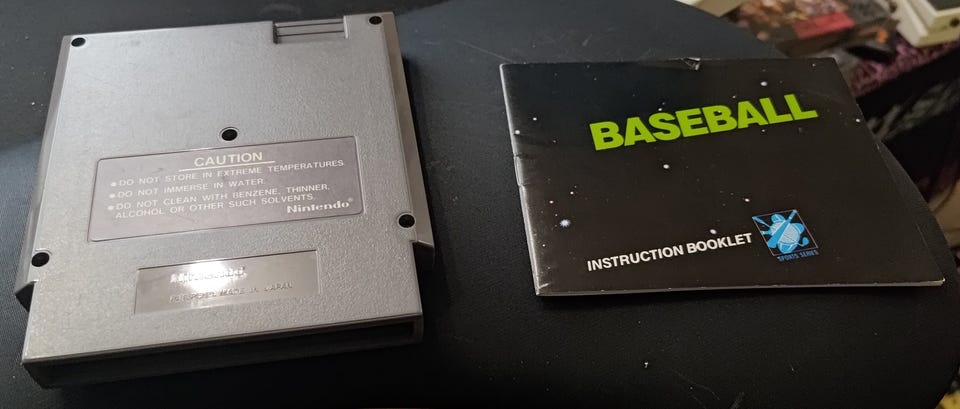 CAUTION
• DO NOT STORE IN EXTREME TEMPERATURES.
• DO NOT IMMERSE IN WATER.
• DO NOT CLEAN WITH BENZENE, THINNER,
ALCOHOL OR OTHER SUCH SOLVENTS.
Nintendo®
Nintendo
MADE IN JAPAN
BASEBALL
INSTRUCTION BOOKLET
SPORTS SERIES